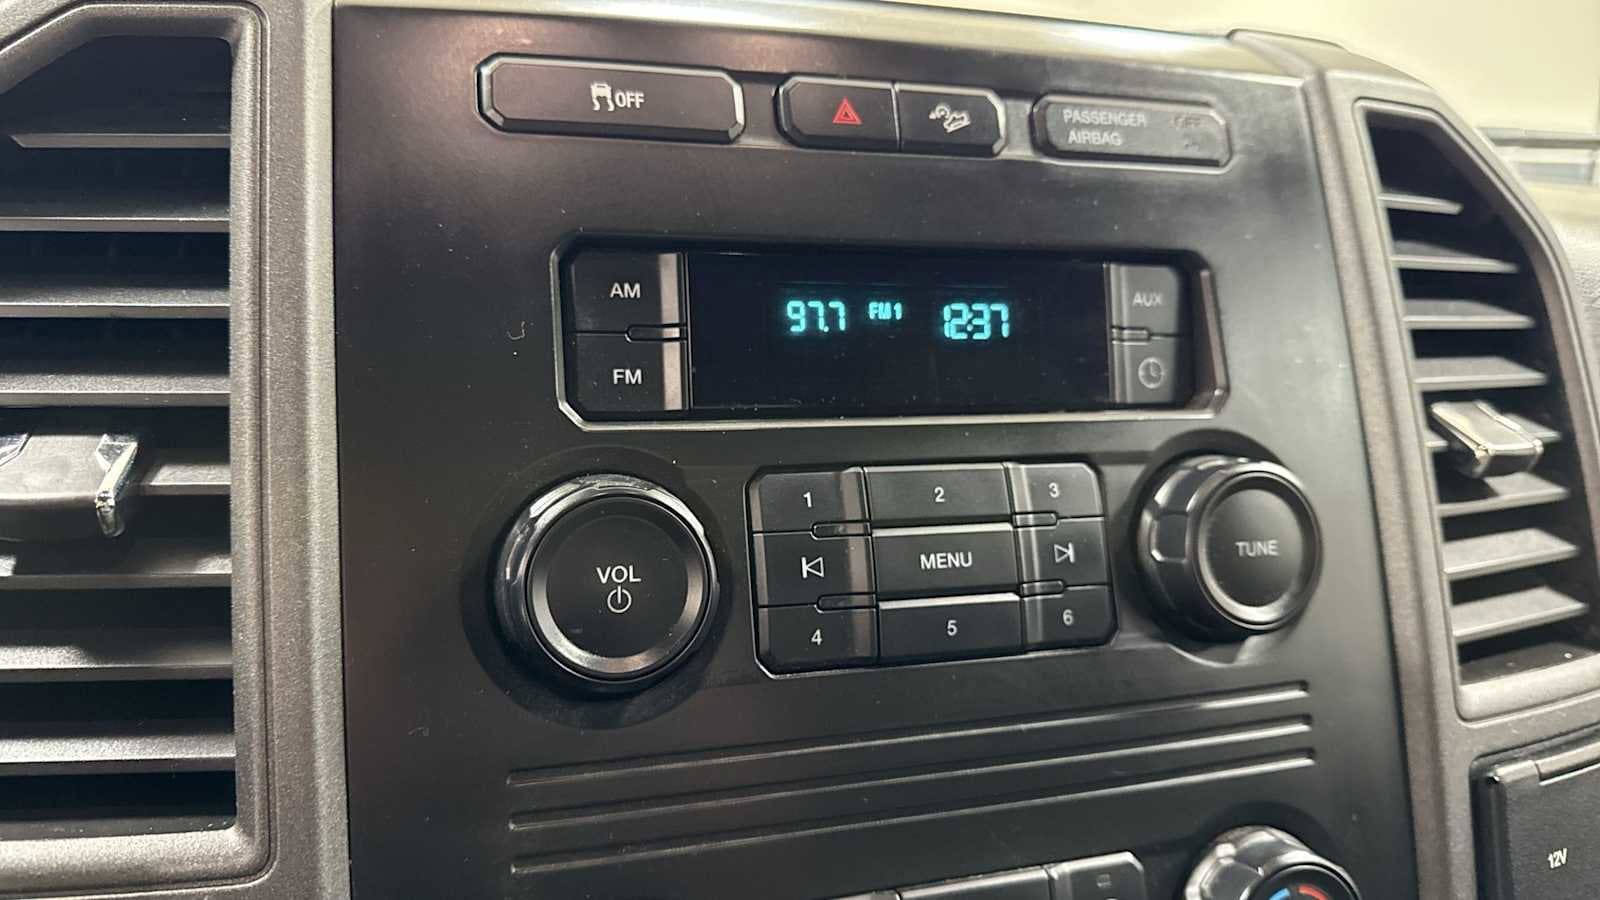 OFF
PASSENGER OFF
AIRBAG
AM
97.7 FM1 12:37
AUX
FM
1 2 3
VOL
MENU
TUNE
4 5 6
12V